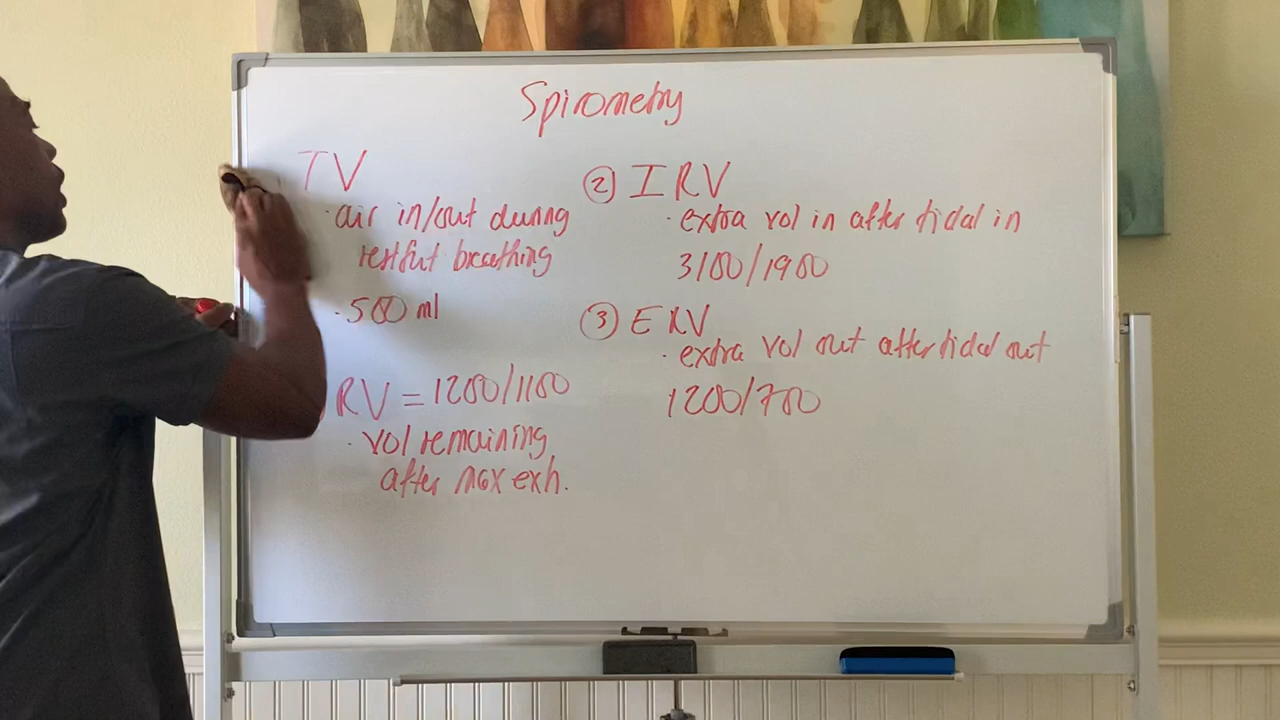 Spirometry
TV
· air in/out during
restful breathing
· 500 ml
RV = 1200/1100
· vol remaining
after max exh.
② IRV
· extra vol in after tidal in
3100/1900
③ ERV
· extra vol out after tidal out
1200/700